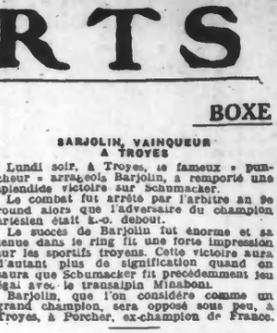 RTS
BOXE
SARJOLIN, VAINQUEUR
A TROYES
Lundi soir, à Troyes, le fameux « pun-
cheur » arrageois Barjolin, a remporté une
splendide victoire sur Schumacker.
Le combat fut arrêté par l'arbitre an 9e
round alors que l'adversaire du champion
artésien était k.-o. debout.
Le succès de Barjolin fut énorme et sa
tenue dans le ring fit une forte impression
sur les sportifs troyens. Cette victoire aura
d'autant plus de signification quand on
saura que Schumacker fit précédemment jeu
égal avec le transalpin Minaboni.
Barjolin, que l'on considère comme un
grand champion, sera opposé sous peu, à
Troyes, à Porcher, ex-champion de France